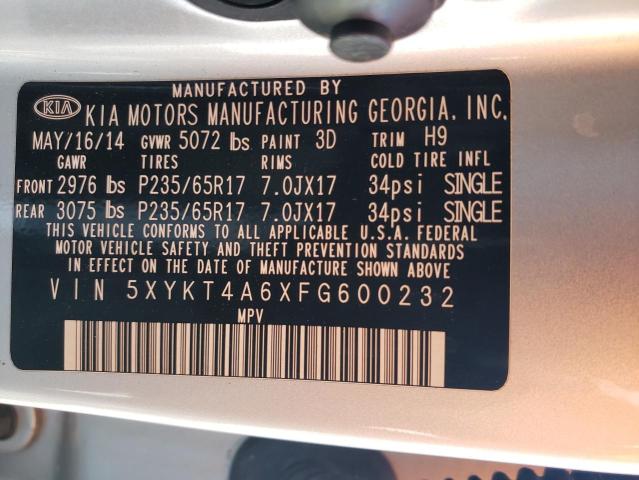 MANUFACTURED BY
KIA KIA MOTORS MANUFACTURING GEORGIA, INC.
MAY/16/14 GVWR 5072 lbs PAINT 3D TRIM H9
GAWR TIRES RIMS COLD TIRE INFL
FRONT 2976 lbs P235/65R17 7.0JX17 34psi SINGLE
REAR 3075 lbs P235/65R17 7.0JX17 34psi SINGLE
THIS VEHICLE CONFORMS TO ALL APPLICABLE U.S.A. FEDERAL
MOTOR VEHICLE SAFETY AND THEFT PREVENTION STANDARDS
IN EFFECT ON THE DATE OF MANUFACTURE SHOWN ABOVE
VIN 5XYKT4A6XFG600232
MPV